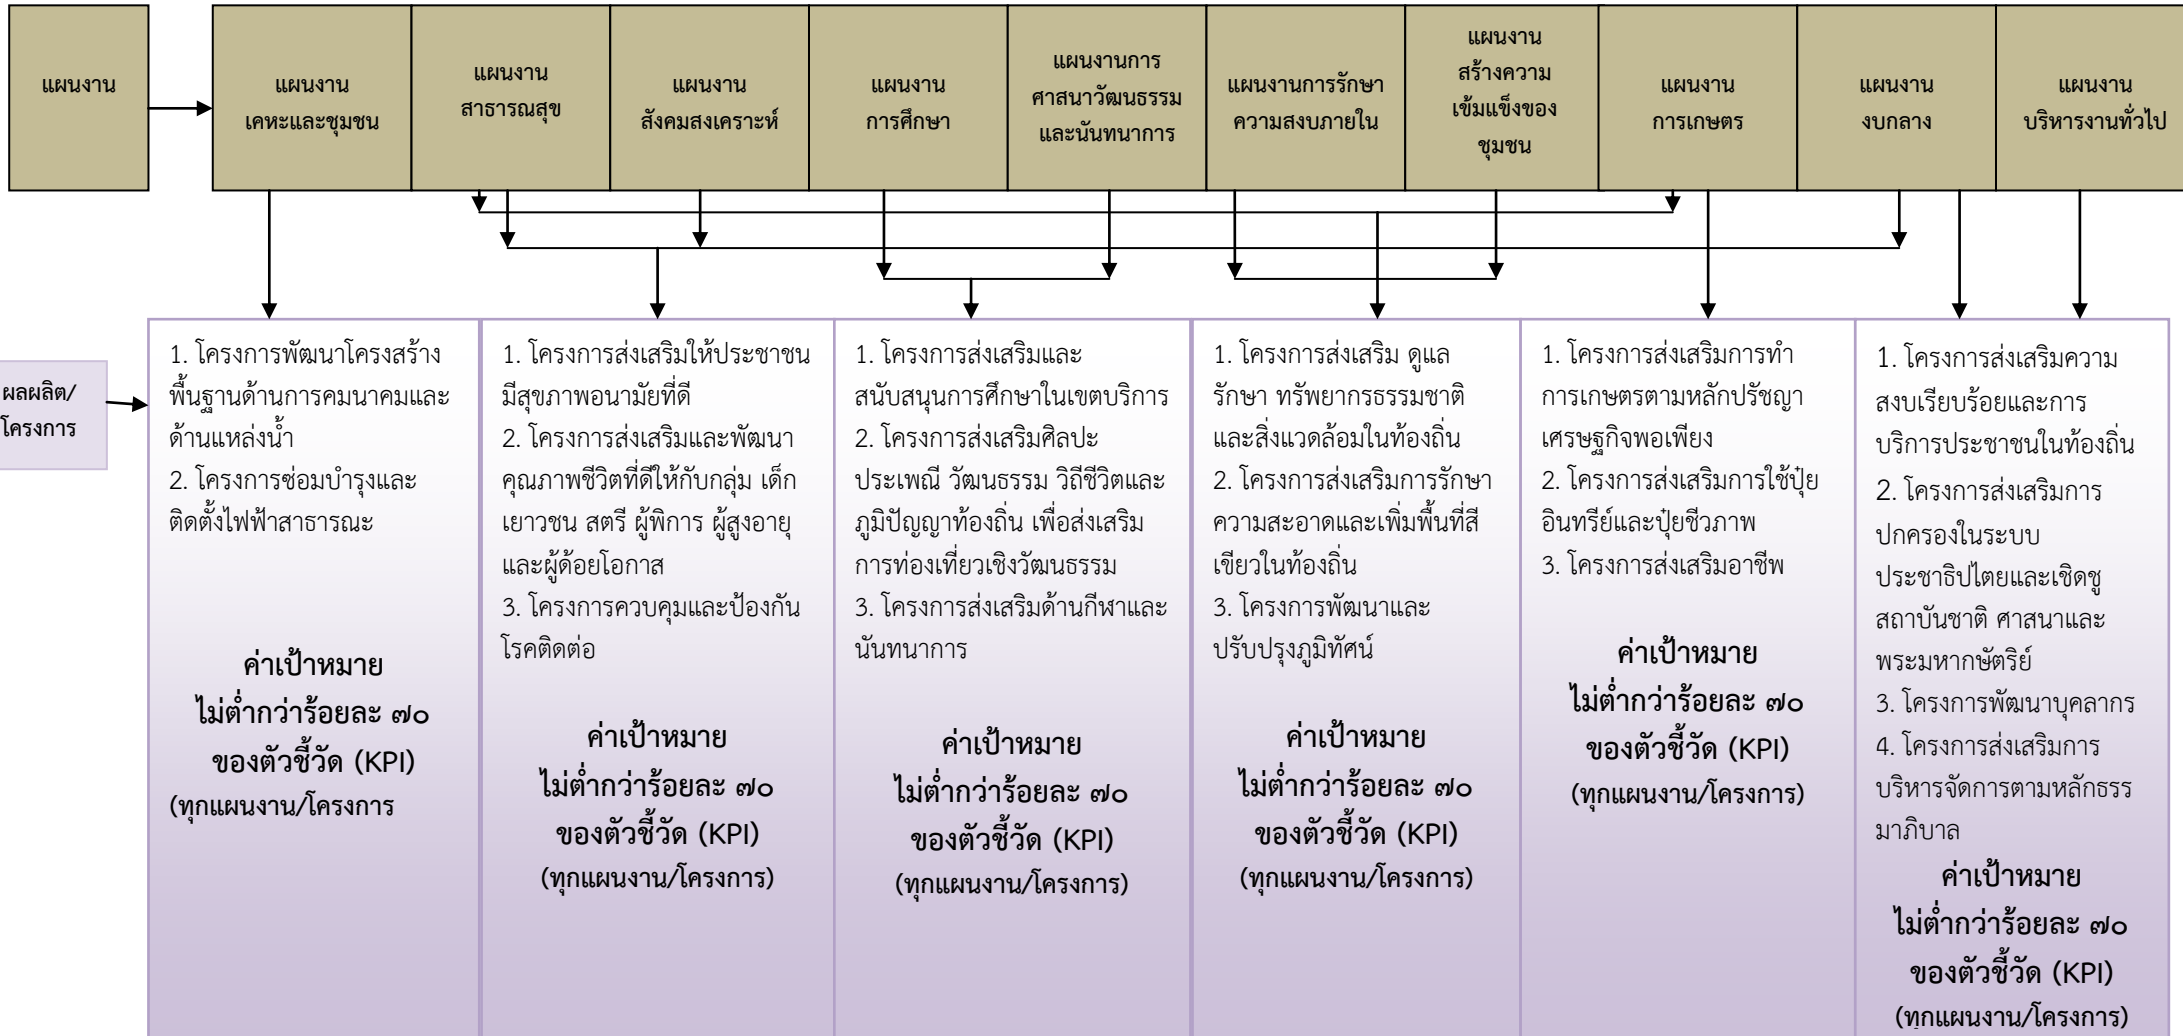 แผนงาน
แผนงาน
เคหะและชุมชน
แผนงาน
สาธารณสุข
แผนงาน
สังคมสงเคราะห์
แผนงาน
การศึกษา
แผนงานการ
ศาสนาวัฒนธรรม
และนันทนาการ
แผนงานการรักษา
ความสงบภายใน
แผนงาน
สร้างความ
เข้มแข็งของ
ชุมชน
แผนงาน
การเกษตร
แผนงาน
งบกลาง
แผนงาน
บริหารงานทั่วไป
ผลผลิต/
โครงการ
1. โครงการพัฒนาโครงสร้าง
พื้นฐานด้านการคมนาคมและ
ด้านแหล่งน้ำ
2. โครงการซ่อมบำรุงและ
ติดตั้งไฟฟ้าสาธารณะ
ค่าเป้าหมาย
ไม่ต่ำกว่าร้อยละ ๗๐
ของตัวชี้วัด (KPI)
(ทุกแผนงาน/โครงการ
1. โครงการส่งเสริมให้ประชาชน
มีสุขภาพอนามัยที่ดี
2. โครงการส่งเสริมและพัฒนา
คุณภาพชีวิตที่ดีให้กับกลุ่ม เด็ก
เยาวชน สตรี ผู้พิการ ผู้สูงอายุ
และผู้ด้อยโอกาส
3. โครงการควบคุมและป้องกัน
โรคติดต่อ
ค่าเป้าหมาย
ไม่ต่ำกว่าร้อยละ ๗๐
ของตัวชี้วัด (KPI)
(ทุกแผนงาน/โครงการ)
1. โครงการส่งเสริมและ
สนับสนุนการศึกษาในเขตบริการ
2. โครงการส่งเสริมศิลปะ
ประเพณี วัฒนธรรม วิถีชีวิตและ
ภูมิปัญญาท้องถิ่น เพื่อส่งเสริม
การท่องเที่ยวเชิงวัฒนธรรม
3. โครงการส่งเสริมด้านกีฬาและ
นันทนาการ
ค่าเป้าหมาย
ไม่ต่ำกว่าร้อยละ ๗๐
ของตัวชี้วัด (KPI)
(ทุกแผนงาน/โครงการ)
1. โครงการส่งเสริม ดูแล
รักษา ทรัพยากรธรรมชาติ
และสิ่งแวดล้อมในท้องถิ่น
2. โครงการส่งเสริมการรักษา
ความสะอาดและเพิ่มพื้นที่สี
เขียวในท้องถิ่น
3. โครงการพัฒนาและ
ปรับปรุงภูมิทัศน์
ค่าเป้าหมาย
ไม่ต่ำกว่าร้อยละ ๗๐
ของตัวชี้วัด (KPI)
(ทุกแผนงาน/โครงการ)
1. โครงการส่งเสริมการทำ
การเกษตรตามหลักปรัชญา
เศรษฐกิจพอเพียง
2. โครงการส่งเสริมการใช้ปุ๋ย
อินทรีย์และปุ๋ยชีวภาพ
3. โครงการส่งเสริมอาชีพ
ค่าเป้าหมาย
ไม่ต่ำกว่าร้อยละ ๗๐
ของตัวชี้วัด (KPI)
(ทุกแผนงาน/โครงการ)
1. โครงการส่งเสริมความ
สงบเรียบร้อยและการ
บริการประชาชนในท้องถิ่น
2. โครงการส่งเสริมการ
ปกครองในระบบ
ประชาธิปไตยและเชิดชู
สถาบันชาติ ศาสนาและ
พระมหากษัตริย์
3. โครงการพัฒนาบุคลากร
4. โครงการส่งเสริมการ
บริหารจัดการตามหลักธรร
มาภิบาล
ค่าเป้าหมาย
ไม่ต่ำกว่าร้อยละ ๗๐
ของตัวชี้วัด (KPI)
(ทุกแผนงาน/โครงการ)